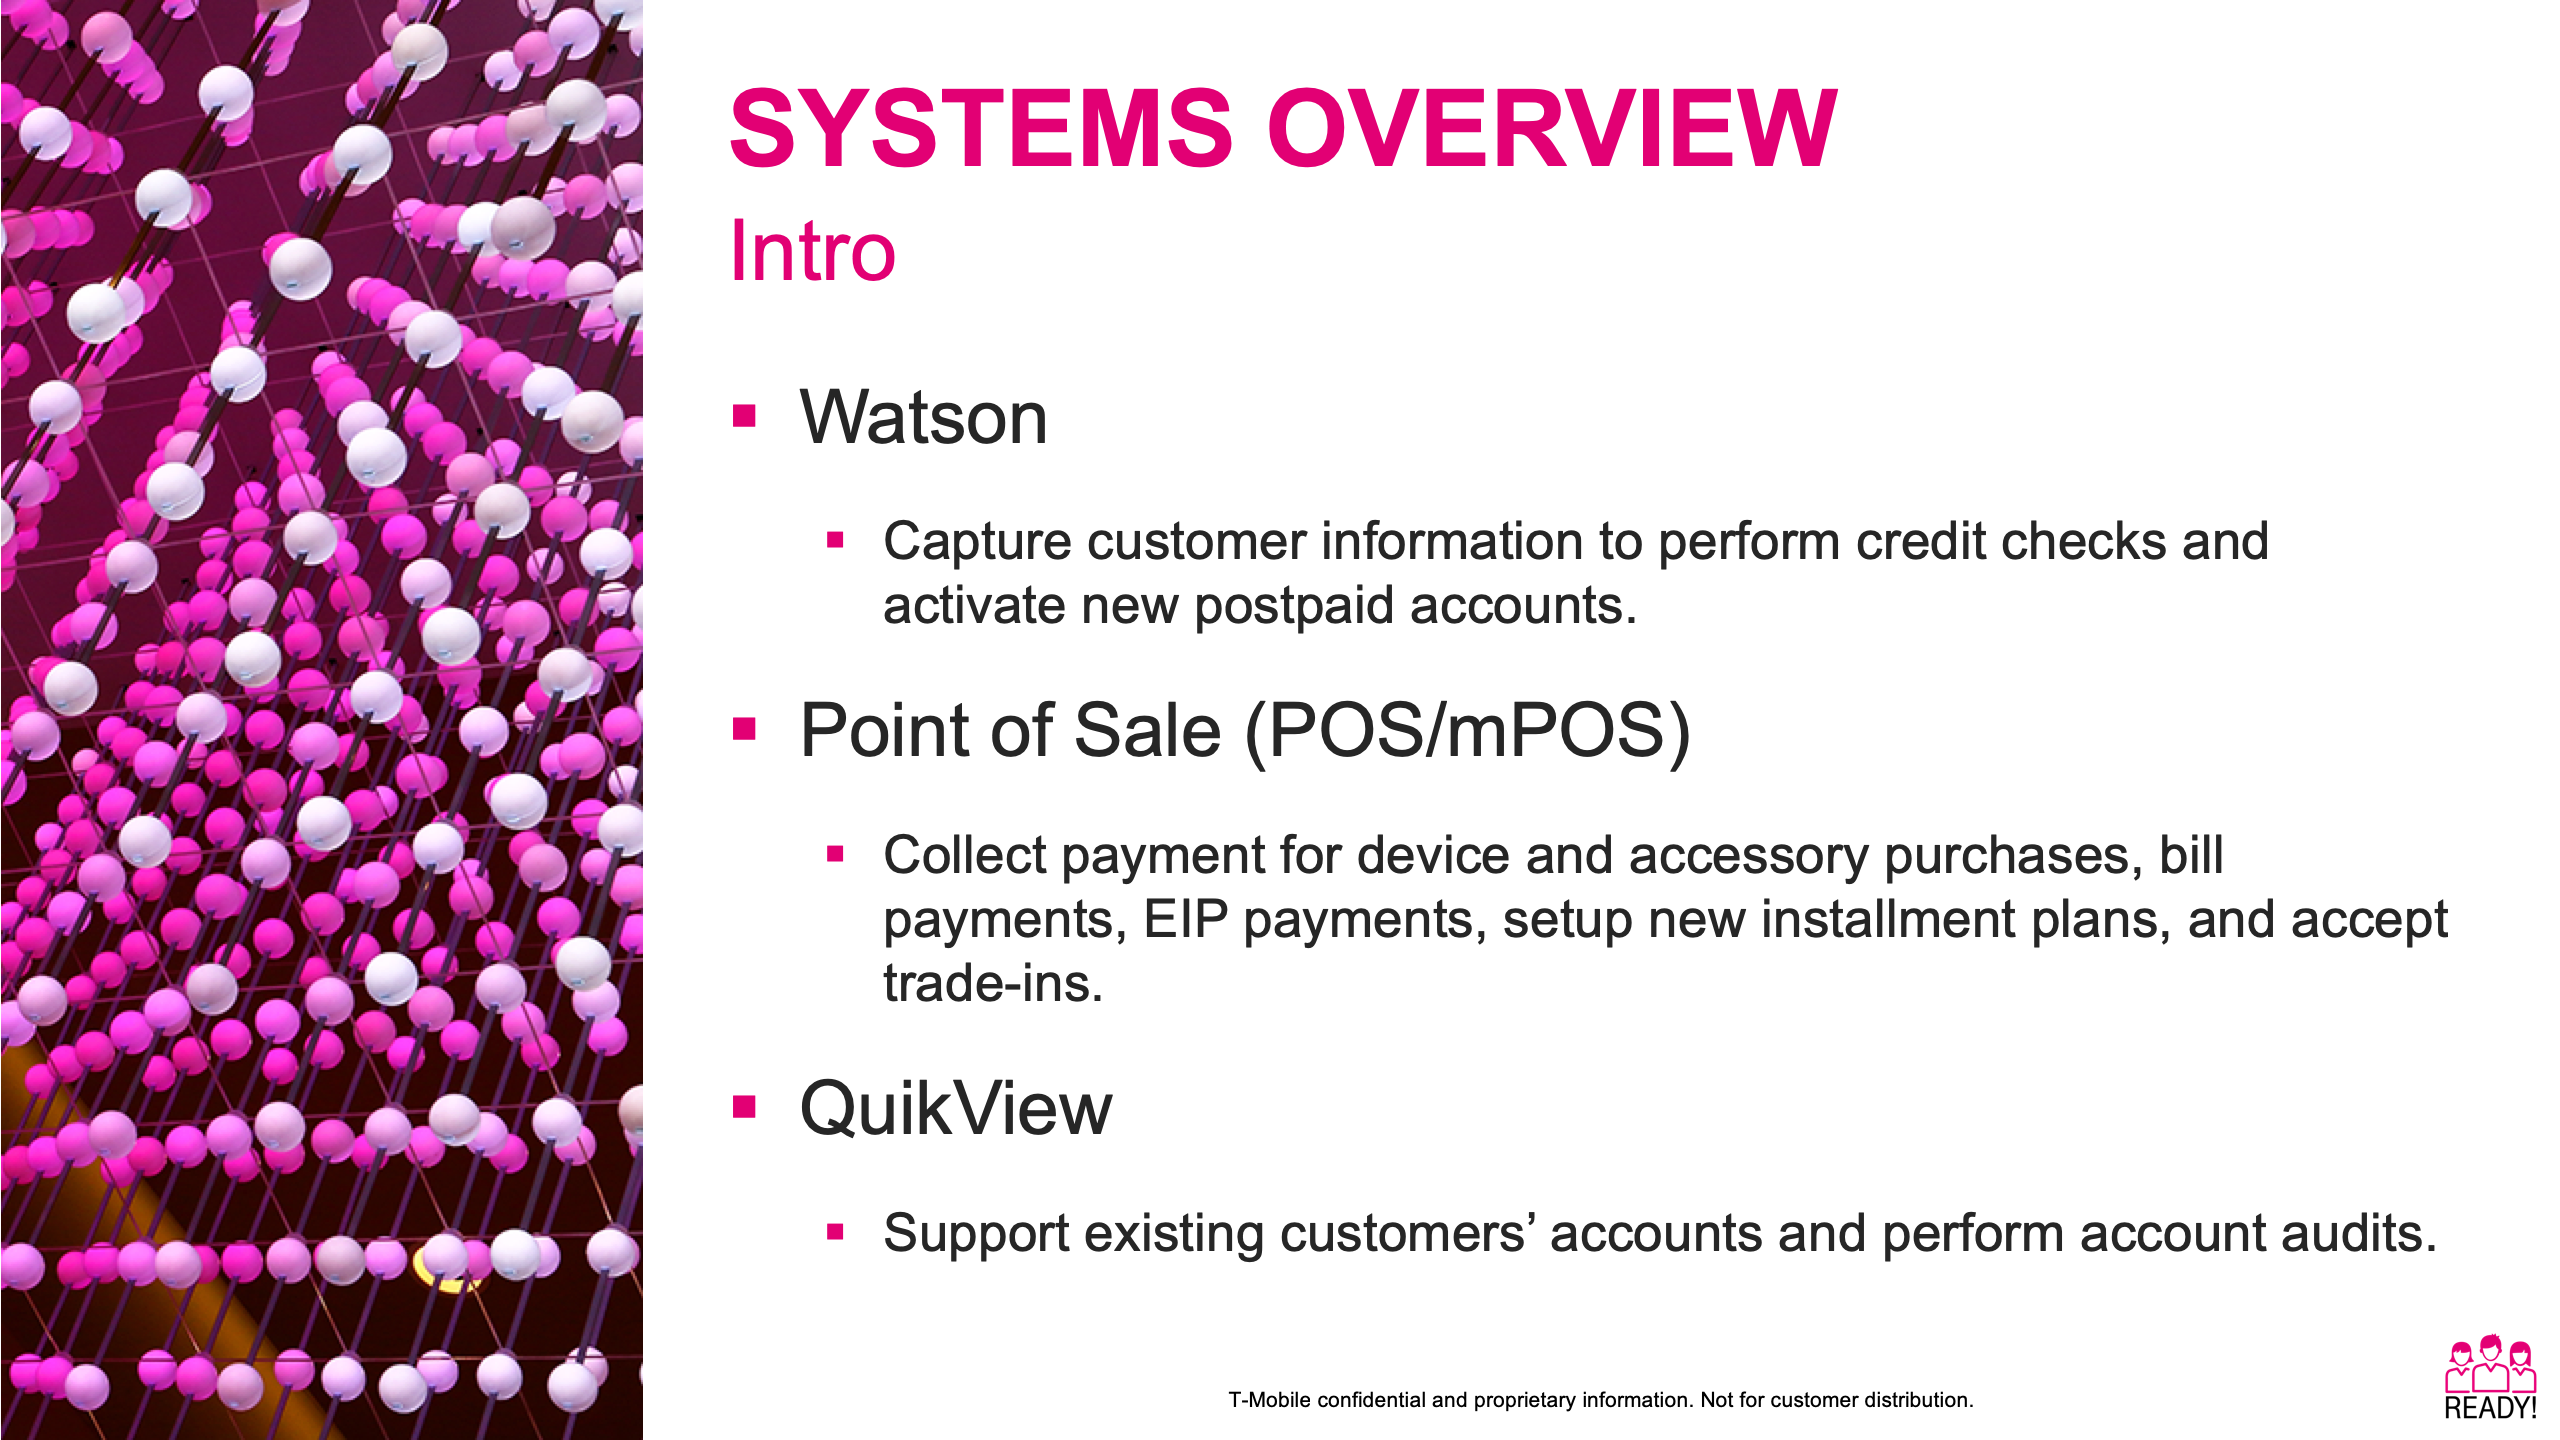 SYSTEMS OVERVIEW
Intro
▪ Watson
▪ Capture customer information to perform credit checks and
activate new postpaid accounts.
▪ Point of Sale (POS/mPOS)
▪ Collect payment for device and accessory purchases, bill
payments, EIP payments, setup new installment plans, and accept
trade-ins.
▪ QuikView
▪ Support existing customers’ accounts and perform account audits.
T-Mobile confidential and proprietary information. Not for customer distribution.
READY!